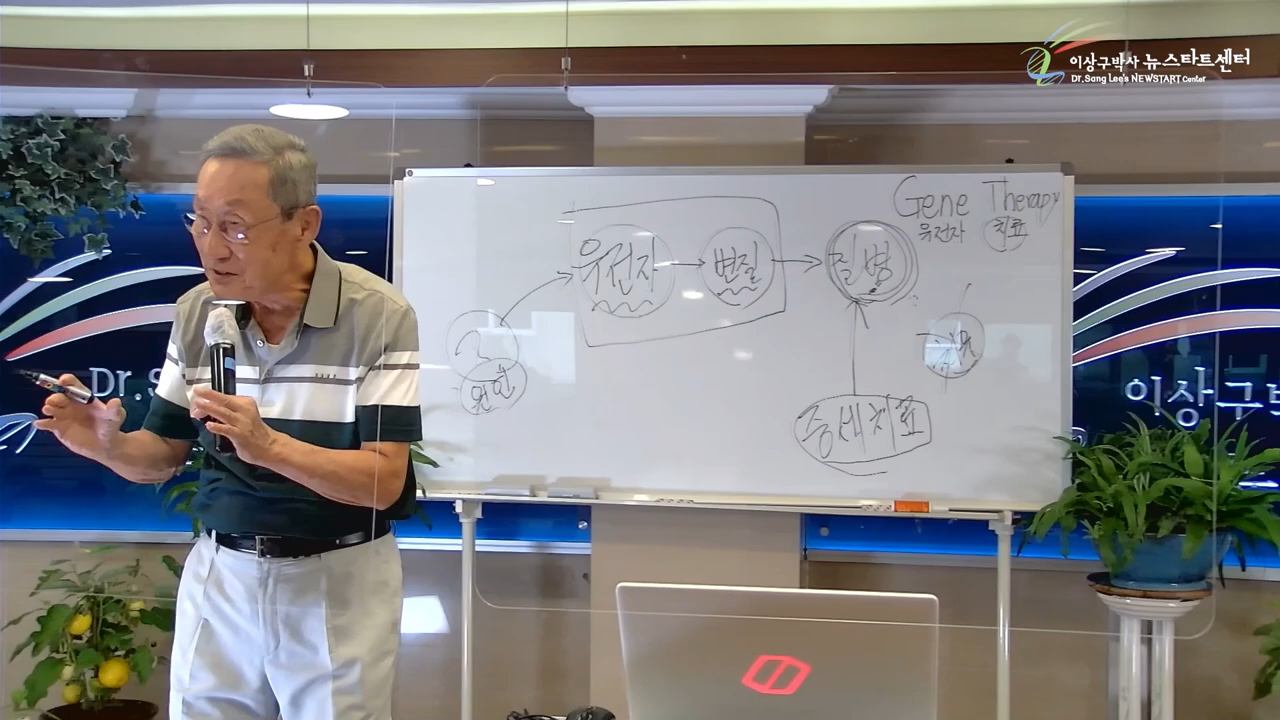 이상구박사 뉴스타트센터
Dr.Sang Lee's NEWSTART Center
Gene Therapy
유전자 치료
유전자 → 변질 → 질병
원인
증세치료
Dr.S
이상구박